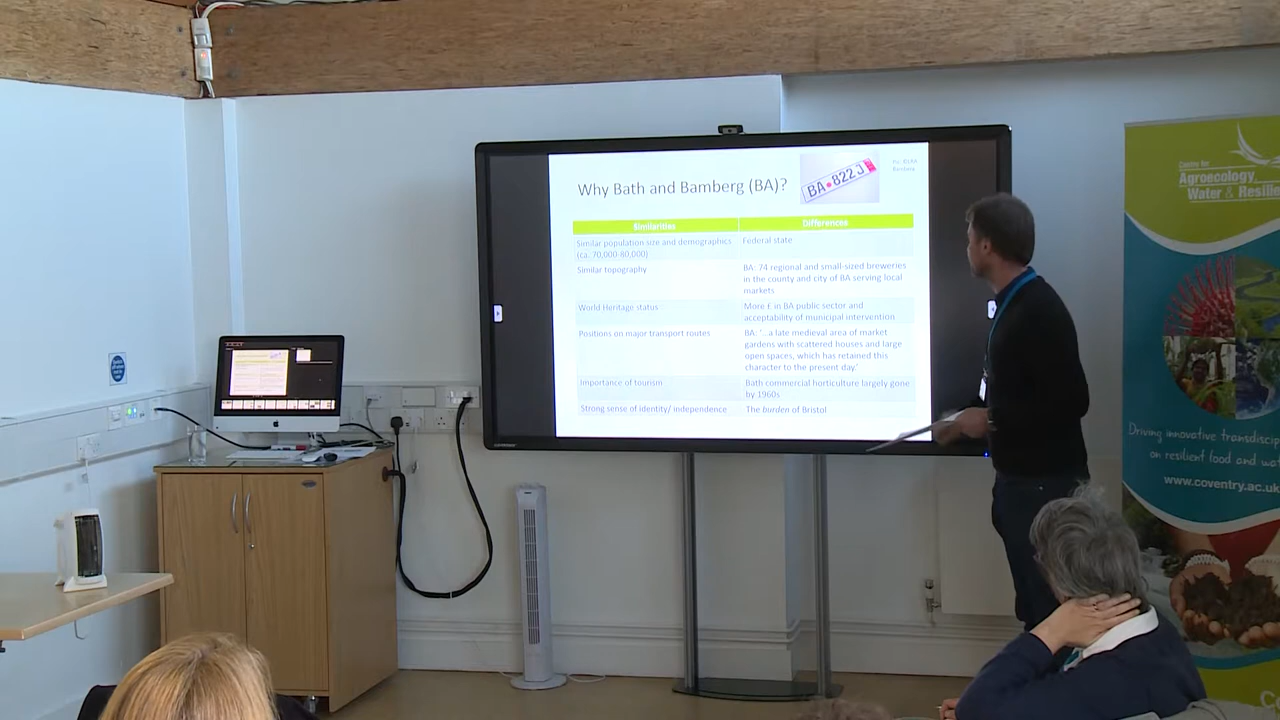 Why Bath and Bamberg (BA)?
BA•822J
Bamberg
Similarities
Differences
Similar population size and demographics
(ca. 70,000-80,000)
Federal state
Similar topography
BA: 74 regional and small-sized breweries
in the county and city of BA serving local
markets
World Heritage status
More £ in BA public sector and
acceptability of municipal intervention
Positions on major transport routes
BA: '...a late medieval area of market
gardens with scattered houses and large
open spaces, which has retained this
character to the present day.'
Importance of tourism
Bath commercial horticulture largely gone
by 1960s
Strong sense of identity/ independence
The burden of Bristol
Centre for
Agroecology,
Water & Resilie
Driving innovative transdiscip
on resilient food and wat
www.coventry.ac.uk